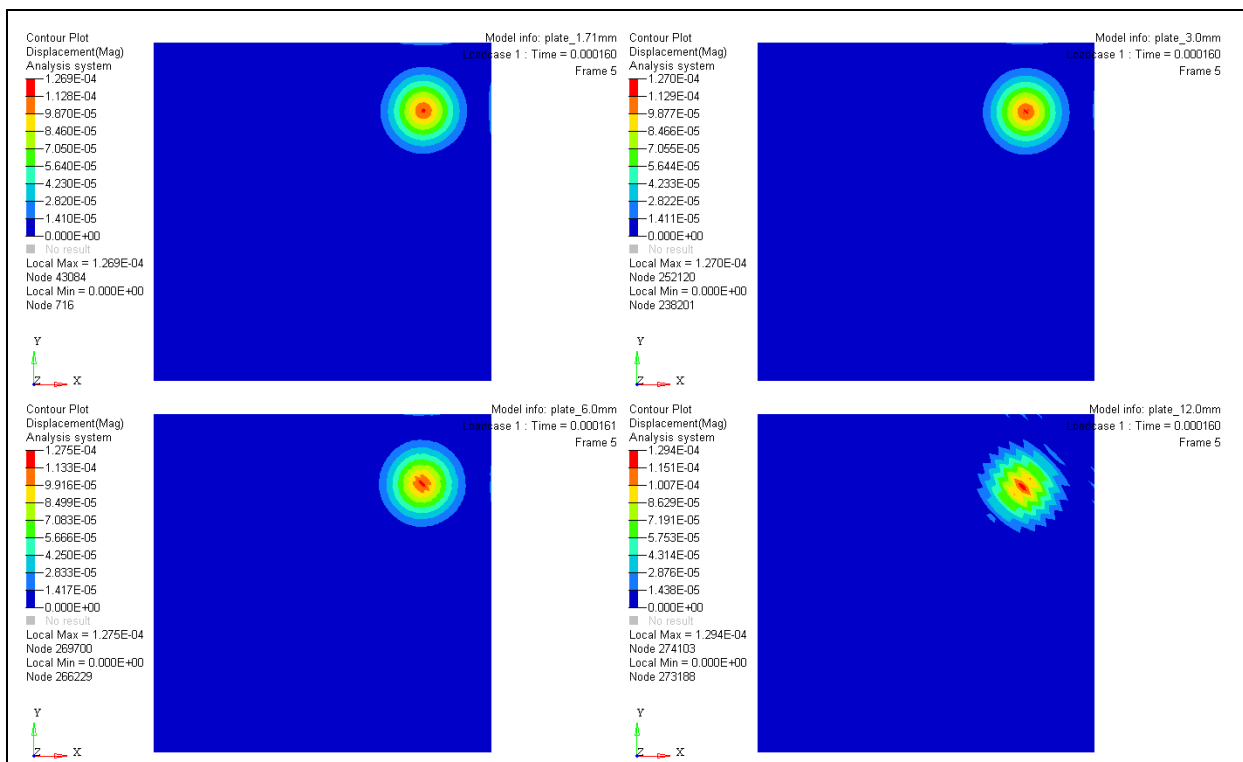 Contour Plot
Displacement(Mag)
Analysis system
1.269E-04
1.128E-04
9.870E-05
8.460E-05
7.050E-05
5.640E-05
4.230E-05
2.820E-05
1.410E-05
0.000E+00
No result
Local Max = 1.269E-04
Node 43084
Local Min = 0.000E+00
Node 716
Y
Z X
Model info: plate_1.71mm
Loadcase 1 : Time = 0.000160
Frame 5
Contour Plot
Displacement(Mag)
Analysis system
1.270E-04
1.129E-04
9.877E-05
8.466E-05
7.055E-05
5.644E-05
4.233E-05
2.822E-05
1.411E-05
0.000E+00
No result
Local Max = 1.270E-04
Node 252120
Local Min = 0.000E+00
Node 238201
Y
Z X
Model info: plate_3.0mm
Loadcase 1 : Time = 0.000160
Frame 5
Contour Plot
Displacement(Mag)
Analysis system
1.275E-04
1.133E-04
9.916E-05
8.499E-05
7.083E-05
5.666E-05
4.250E-05
2.833E-05
1.417E-05
0.000E+00
No result
Local Max = 1.275E-04
Node 269700
Local Min = 0.000E+00
Node 266229
Y
Z X
Model info: plate_6.0mm
Loadcase 1 : Time = 0.000161
Frame 5
Contour Plot
Displacement(Mag)
Analysis system
1.294E-04
1.151E-04
1.007E-04
8.629E-05
7.191E-05
5.753E-05
4.314E-05
2.876E-05
1.438E-05
0.000E+00
No result
Local Max = 1.294E-04
Node 274103
Local Min = 0.000E+00
Node 273188
Y
Z X
Model info: plate_12.0mm
Loadcase 1 : Time = 0.000160
Frame 5